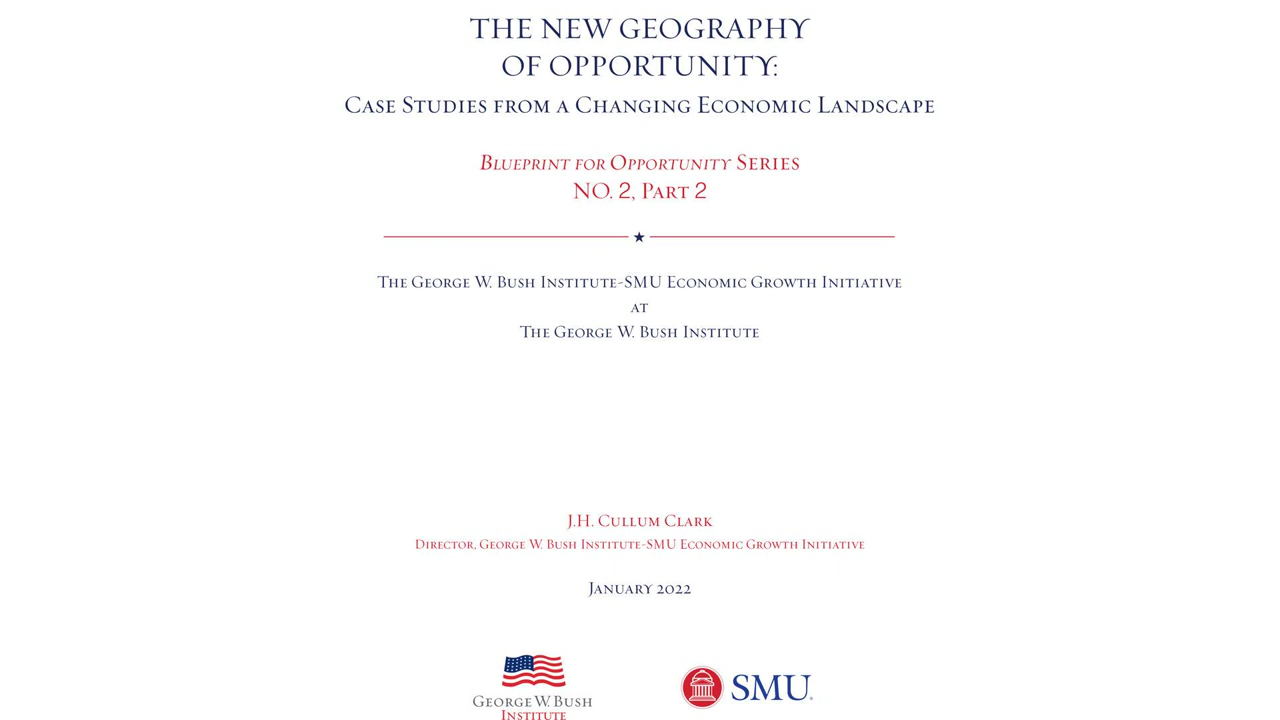 THE NEW GEOGRAPHY
OF OPPORTUNITY:
CASE STUDIES FROM A CHANGING ECONOMIC LANDSCAPE
BLUEPRINT FOR OPPORTUNITY SERIES
NO. 2, PART 2
THE GEORGE W. BUSH INSTITUTE-SMU ECONOMIC GROWTH INITIATIVE
AT
THE GEORGE W. BUSH INSTITUTE
J.H. CULLUM CLARK
DIRECTOR, GEORGE W. BUSH INSTITUTE-SMU ECONOMIC GROWTH INITIATIVE
JANUARY 2022
GEORGE W. BUSH
INSTITUTE
SMU.